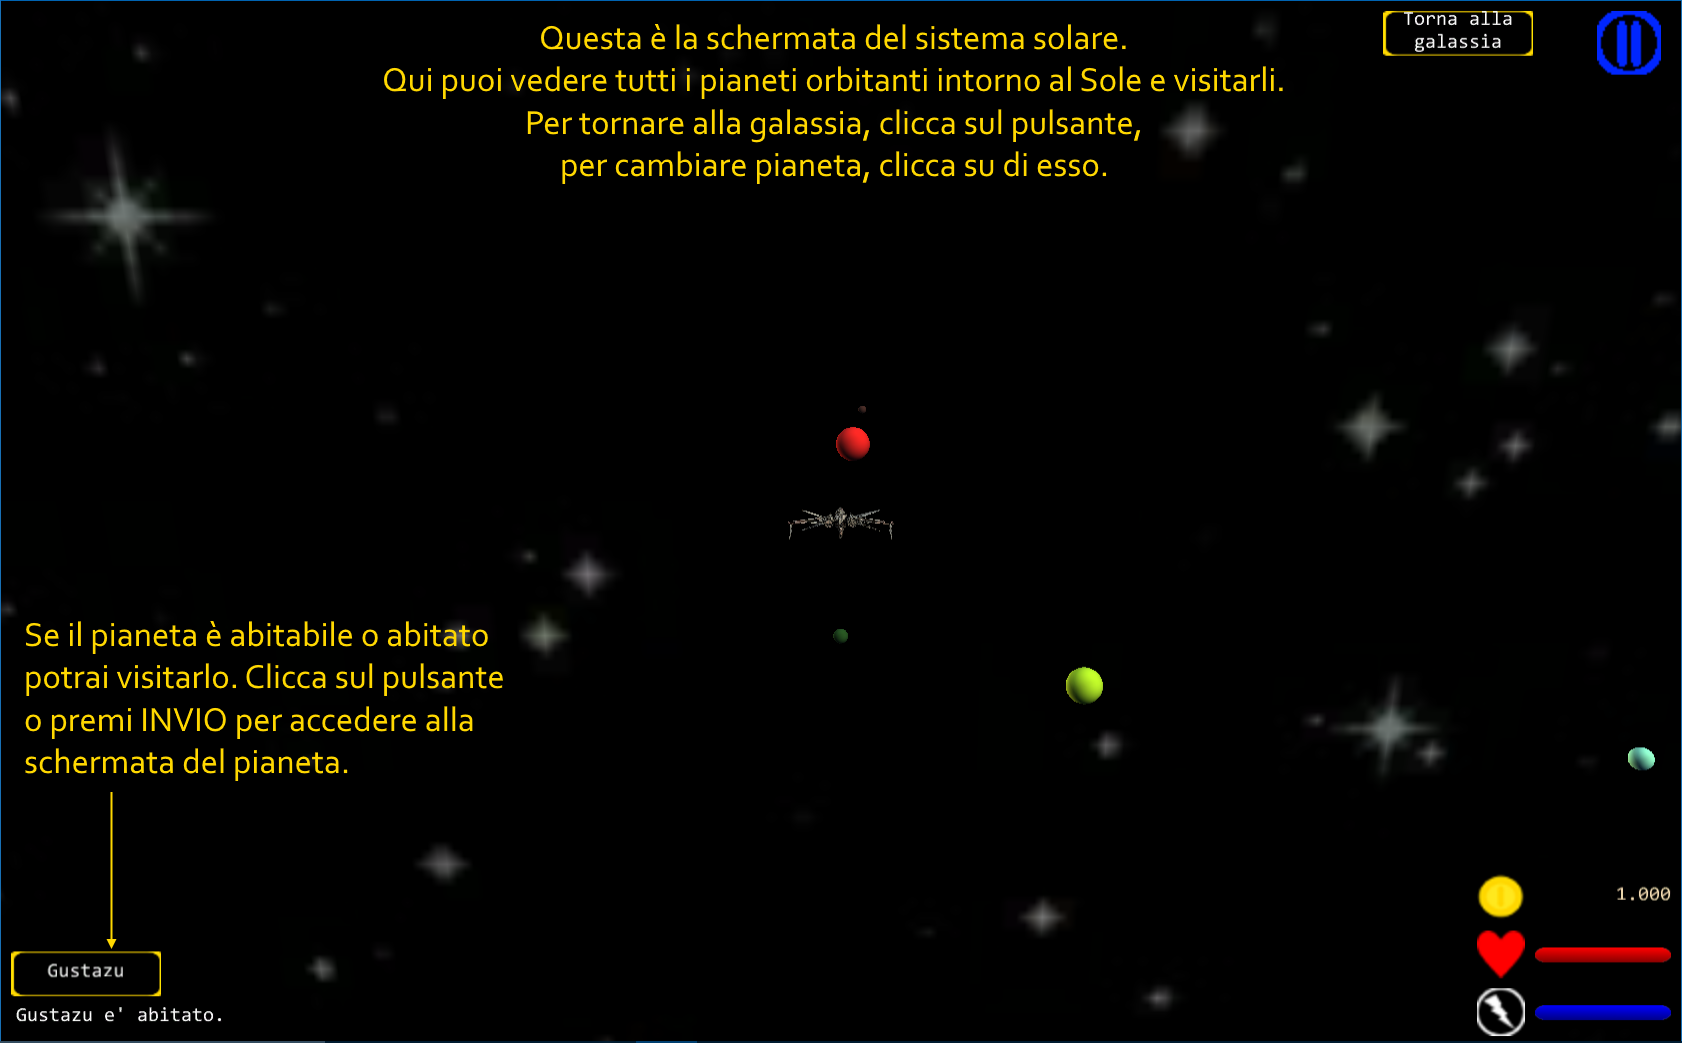 Questa è la schermata del sistema solare.
Qui puoi vedere tutti i pianeti orbitanti intorno al Sole e visitarli.
Per tornare alla galassia, clicca sul pulsante,
per cambiare pianeta, clicca su di esso.
Torna alla
galassia
Se il pianeta è abitabile o abitato
potrai visitarlo. Clicca sul pulsante
o premi INVIO per accedere alla
schermata del pianeta.
Gustazu
Gustazu e' abitato.
1.000